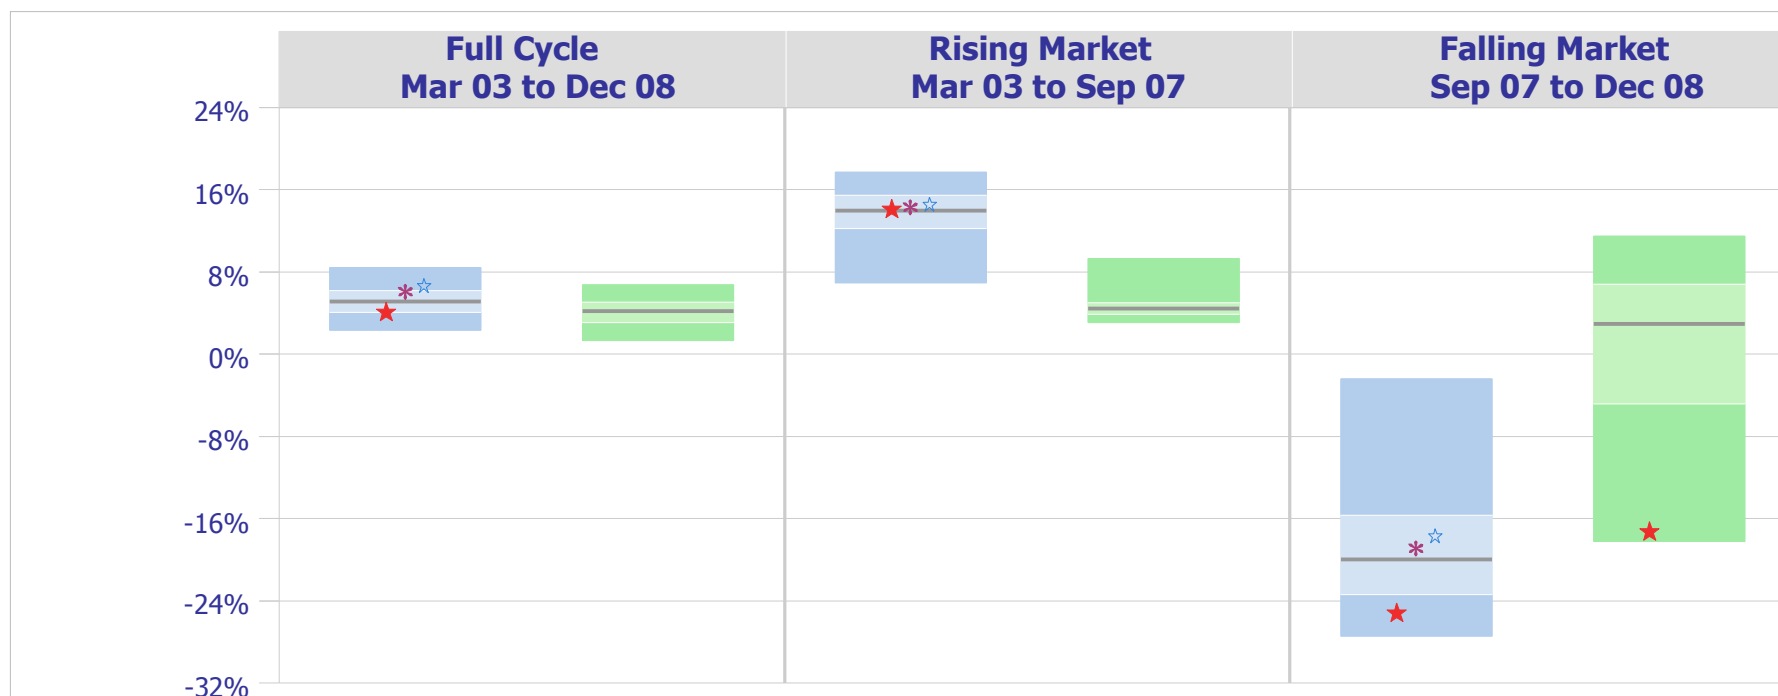 Full Cycle
Mar 03 to Dec 08
Rising Market
Mar 03 to Sep 07
Falling Market
Sep 07 to Dec 08
24%
16%
8%
0%
-8%
-16%
-24%
-32%